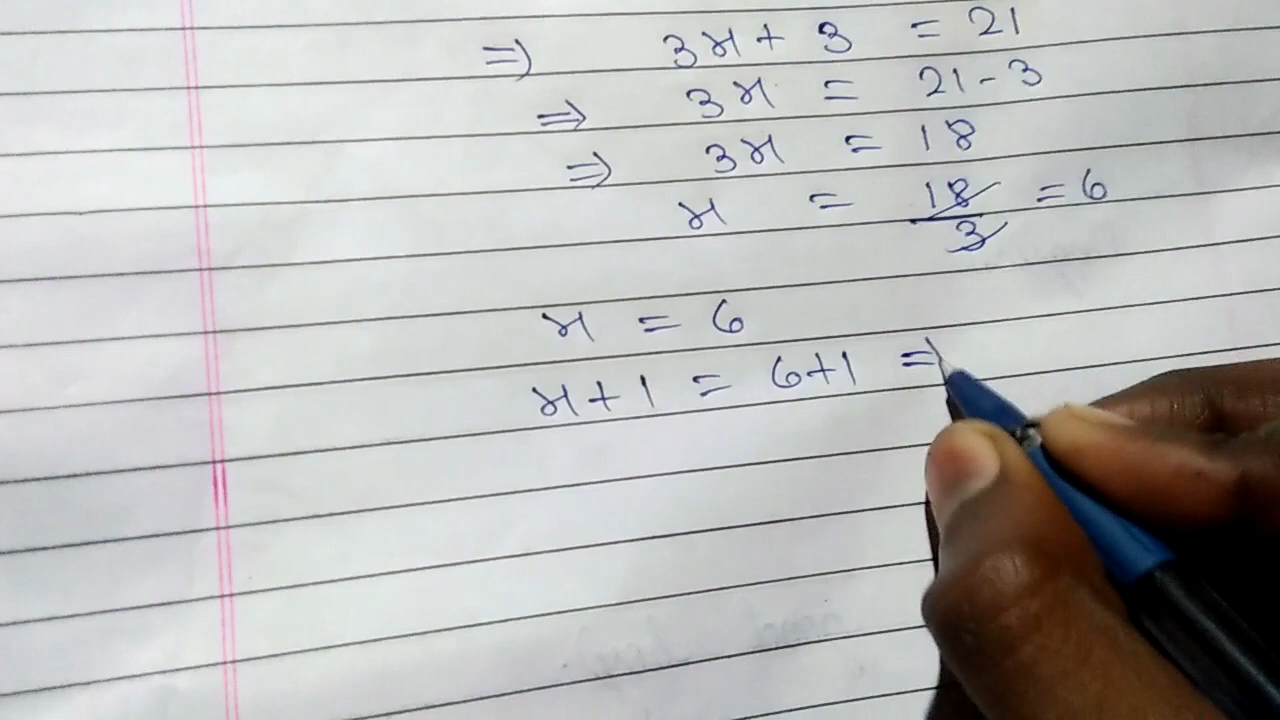 ⇒ 3x + 3 = 21
⇒ 3x = 21 - 3
⇒ 3x = 18
x = 18/3 = 6
x = 6
x + 1 = 6 + 1 =